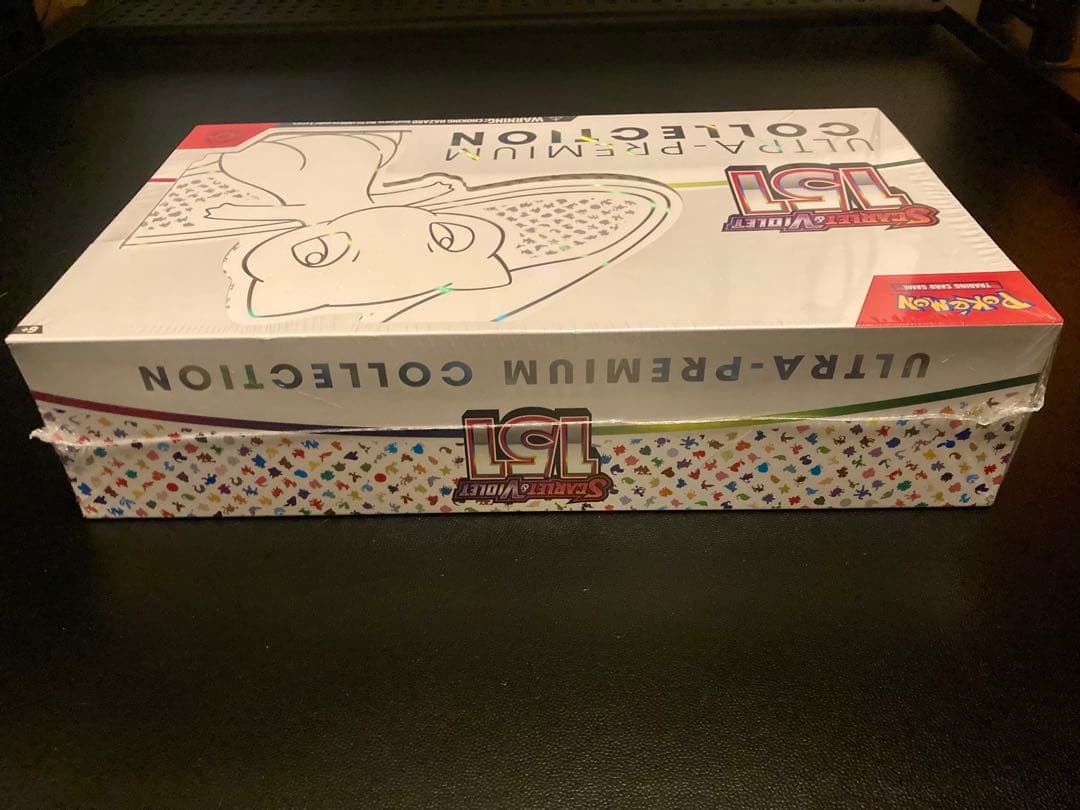 Pokémon
TRADING CARD GAME
SCARLET & VIOLET
151
ULTRA-PREMIUM
COLLECTION
WARNING: CHOKING HAZARD
6+
ULTRA-PREMIUM COLLECTION
SCARLET & VIOLET
151